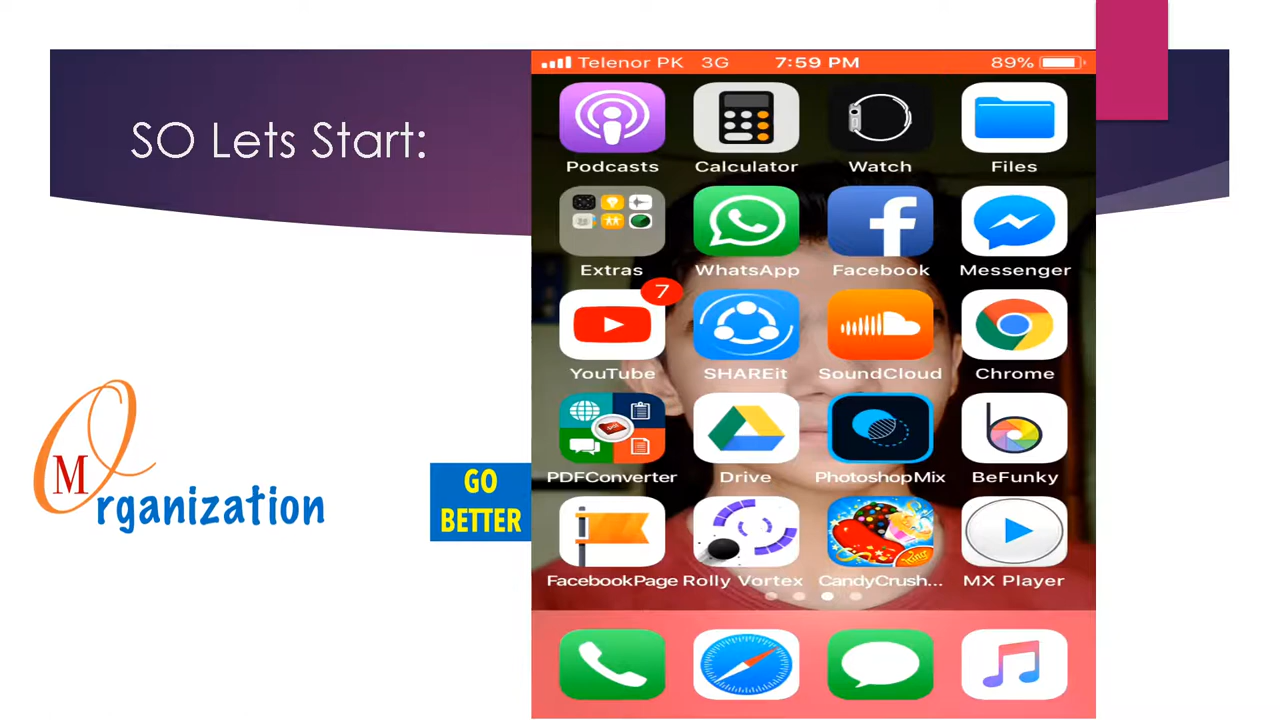 SO Lets Start:
Telenor PK 3G 7:59 PM 89%
Podcasts Calculator Watch Files
Extras WhatsApp Facebook Messenger
7
YouTube SHAREit SoundCloud Chrome
PDFConverter Drive PhotoshopMix BeFunky
FacebookPage Rolly Vortex CandyCrush... MX Player
OM
rganization
GO
BETTER